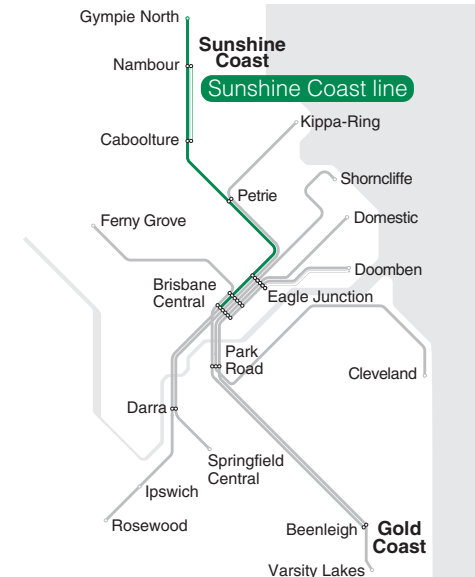 Gympie North
Sunshine
Coast
Nambour
Sunshine Coast line
Kippa-Ring
Caboolture
Shorncliffe
Petrie
Ferny Grove
Domestic
Doomben
Brisbane
Central
Eagle Junction
Park
Road
Cleveland
Darra
Springfield
Central
Ipswich
Rosewood
Beenleigh
Gold
Coast
Varsity Lakes